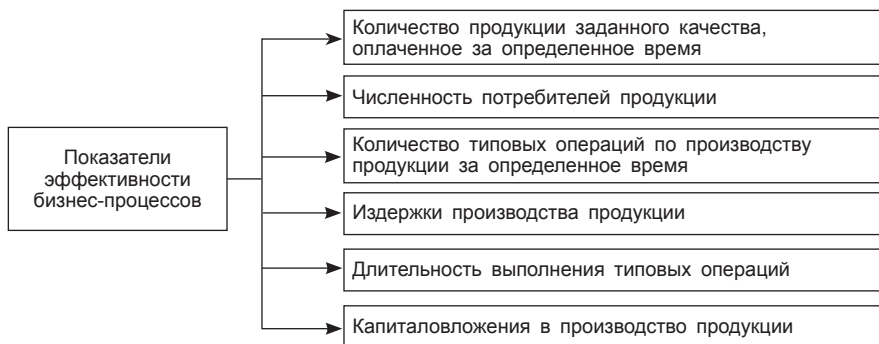 Показатели
эффективности
бизнес-процессов
Количество продукции заданного качества,
оплаченное за определенное время
Численность потребителей продукции
Количество типовых операций по производству
продукции за определенное время
Издержки производства продукции
Длительность выполнения типовых операций
Капиталовложения в производство продукции